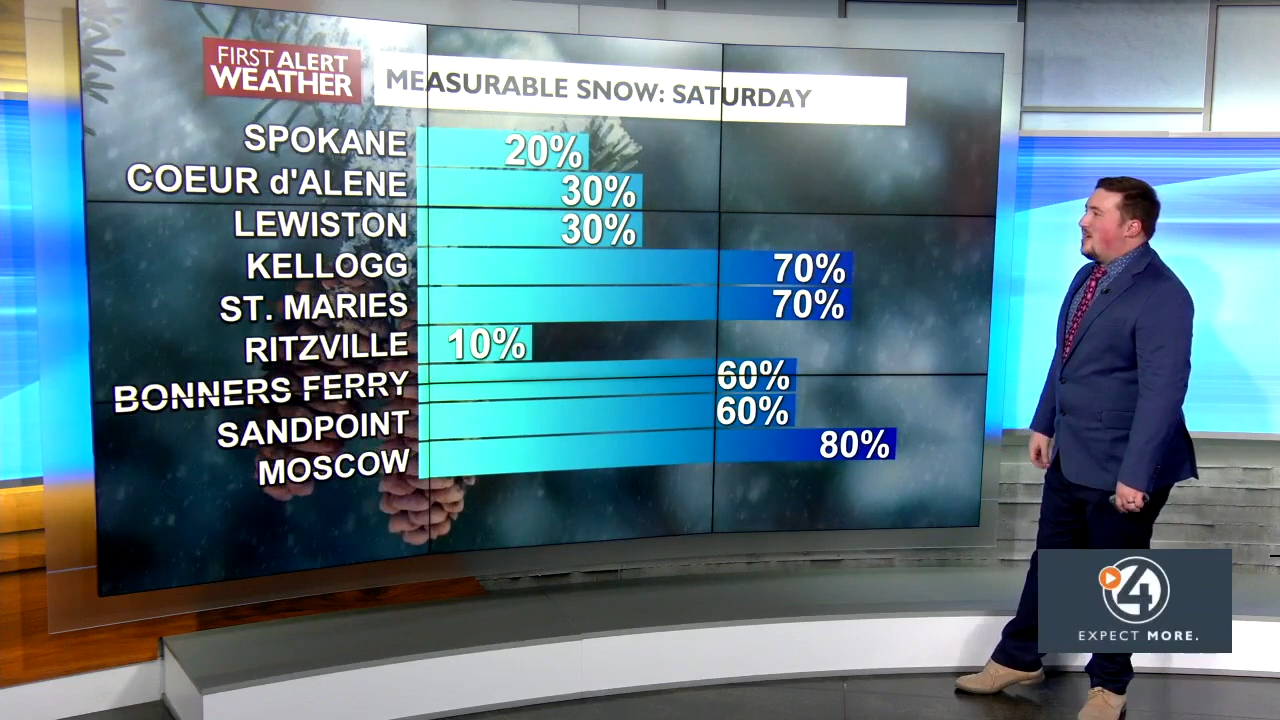 FIRST ALERT
WEATHER
MEASURABLE SNOW: SATURDAY
SPOKANE 20%
COEUR d'ALENE 30%
LEWISTON 30%
KELLOGG 70%
ST. MARIES 70%
RITZVILLE 10%
BONNERS FERRY 60%
SANDPOINT 60%
MOSCOW 80%
4
EXPECT MORE.